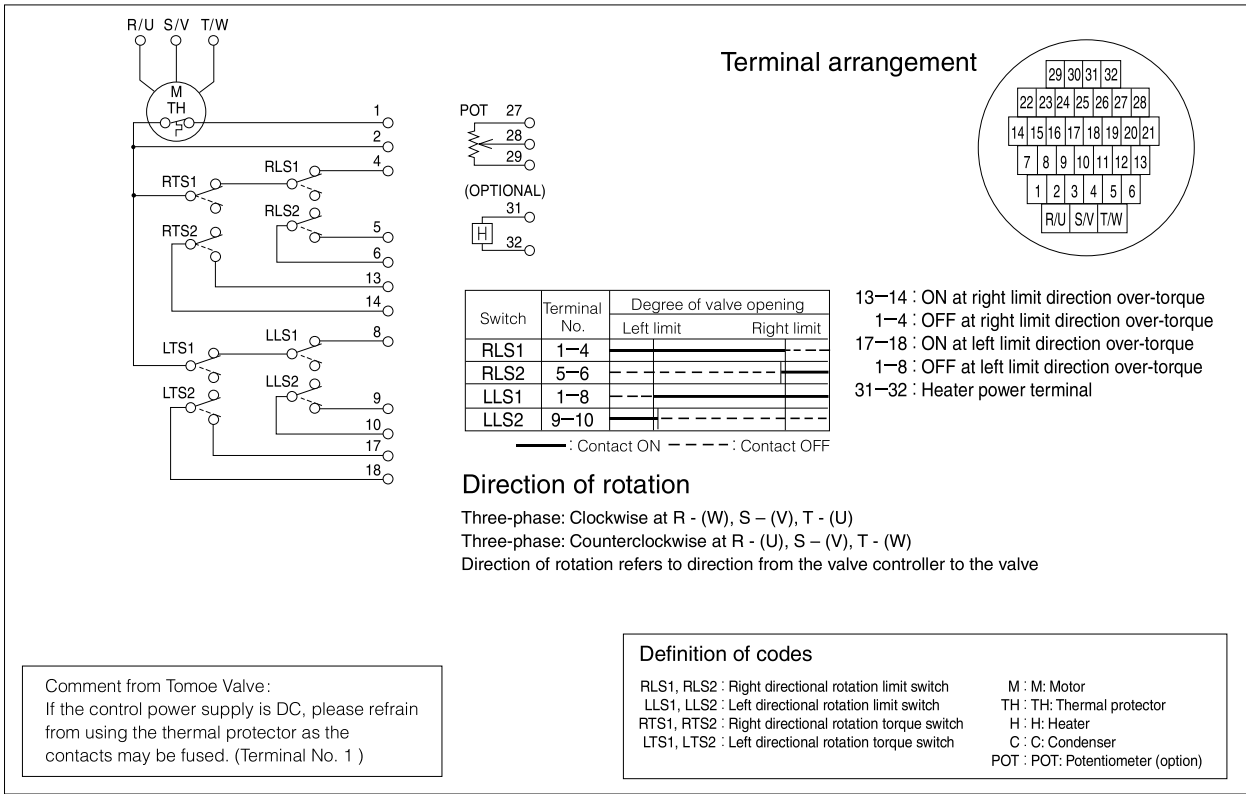 R/U S/V T/W
M
TH
1
2
4
RTS1
RLS1
RLS2
RTS2
5
6
13
14
LTS1
LLS1
8
LLS2
LTS2
9
10
17
18
POT 27
28
29
(OPTIONAL)
31
H
32
Terminal arrangement
29 30 31 32
22 23 24 25 26 27 28
14 15 16 17 18 19 20 21
7 8 9 10 11 12 13
1 2 3 4 5 6
R/U S/V T/W
Switch Terminal No. Degree of valve opening
Left limit Right limit
RLS1 1–4
RLS2 5–6
LLS1 1–8
LLS2 9–10
: Contact ON : Contact OFF
13–14 : ON at right limit direction over-torque
1–4 : OFF at right limit direction over-torque
17–18 : ON at left limit direction over-torque
1–8 : OFF at left limit direction over-torque
31–32 : Heater power terminal
Direction of rotation
Three-phase: Clockwise at R - (W), S – (V), T - (U)
Three-phase: Counterclockwise at R - (U), S – (V), T - (W)
Direction of rotation refers to direction from the valve controller to the valve
Comment from Tomoe Valve:
If the control power supply is DC, please refrain
from using the thermal protector as the
contacts may be fused. (Terminal No. 1 )
Definition of codes
RLS1, RLS2 : Right directional rotation limit switch
LLS1, LLS2 : Left directional rotation limit switch
RTS1, RTS2 : Right directional rotation torque switch
LTS1, LTS2 : Left directional rotation torque switch
M : M: Motor
TH : TH: Thermal protector
H : H: Heater
C : C: Condenser
POT : POT: Potentiometer (option)